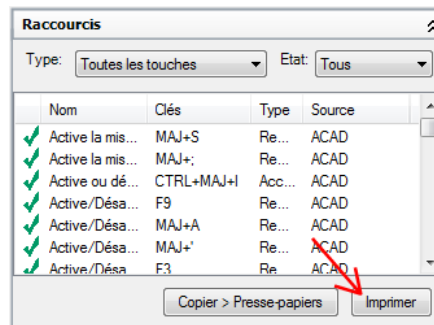 Raccourcis
Type: Toutes les touches Etat: Tous
Nom Clés Type Source
Active la mis... MAJ+S Re... ACAD
Active la mis... MAJ+; Re... ACAD
Active ou dé... CTRL+MAJ+I Acc... ACAD
Active/Désa... F9 Re... ACAD
Active/Désa... MAJ+A Re... ACAD
Active/Désa... MAJ+' Re... ACAD
Active/Désa... F3 Re... ACAD
Copier > Presse-papiers Imprimer